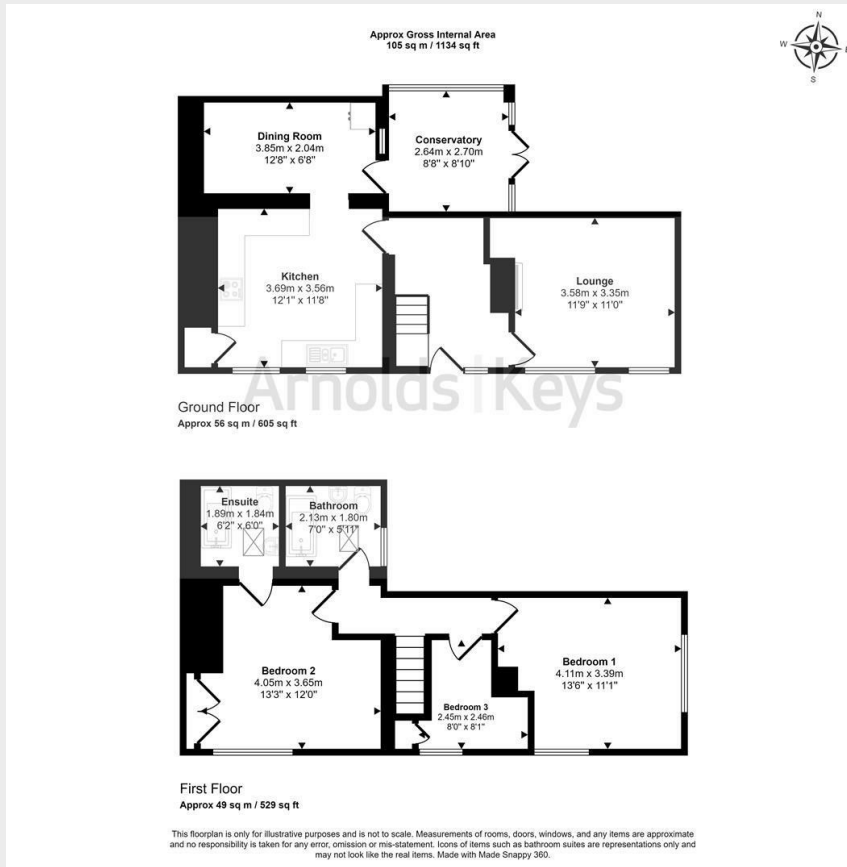 Approx Gross Internal Area
105 sq m / 1134 sq ft
N
W
E
S
Dining Room
3.85m x 2.04m
12'8" x 6'8"
Conservatory
2.64m x 2.70m
8'8" x 8'10"
Kitchen
3.69m x 3.56m
12'1" x 11'8"
Lounge
3.58m x 3.35m
11'9" x 11'0"
Arnolds | Keys
Ground Floor
Approx 56 sq m / 605 sq ft
Ensuite
1.89m x 1.84m
6'2" x 6'0"
Bathroom
2.13m x 1.80m
7'0" x 5'11"
Bedroom 2
4.05m x 3.65m
13'3" x 12'0"
Bedroom 1
4.11m x 3.39m
13'6" x 11'1"
Bedroom 3
2.45m x 2.46m
8'0" x 8'1"
First Floor
Approx 49 sq m / 529 sq ft
This floorplan is only for illustrative purposes and is not to scale. Measurements of rooms, doors, windows, and any items are approximate
and no responsibility is taken for any error, omission or mis-statement. Icons of items such as bathroom suites are representations only and
may not look like the real items. Made with Made Snappy 360.